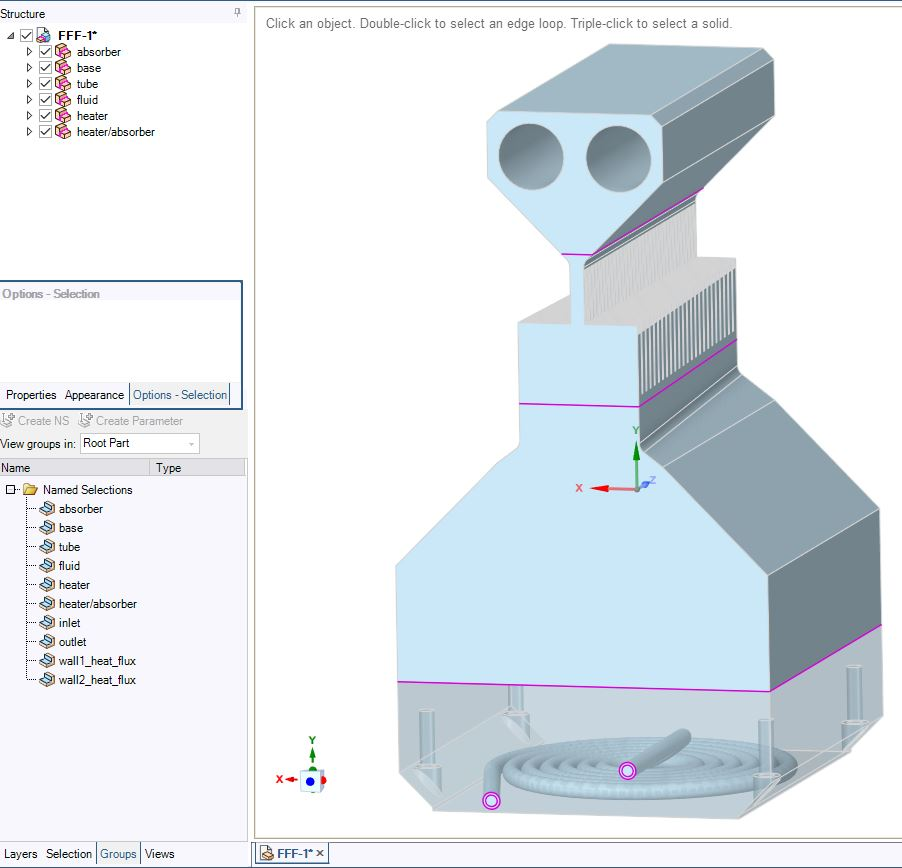 Structure
FFF-1*
absorber
base
tube
fluid
heater
heater/absorber
Options - Selection
Properties Appearance Options - Selection
Create NS Create Parameter
View groups in: Root Part
Name Type
Named Selections
absorber
base
tube
fluid
heater
heater/absorber
inlet
outlet
wall1_heat_flux
wall2_heat_flux
Layers Selection Groups Views
Click an object. Double-click to select an edge loop. Triple-click to select a solid.
Y
X
Z
Y
X
FFF-1*